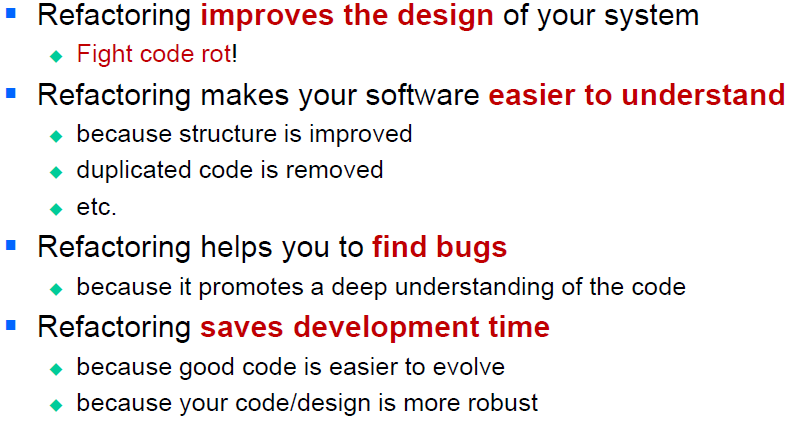 Refactoring improves the design of your system
Fight code rot!
Refactoring makes your software easier to understand
because structure is improved
duplicated code is removed
etc.
Refactoring helps you to find bugs
because it promotes a deep understanding of the code
Refactoring saves development time
because good code is easier to evolve
because your code/design is more robust